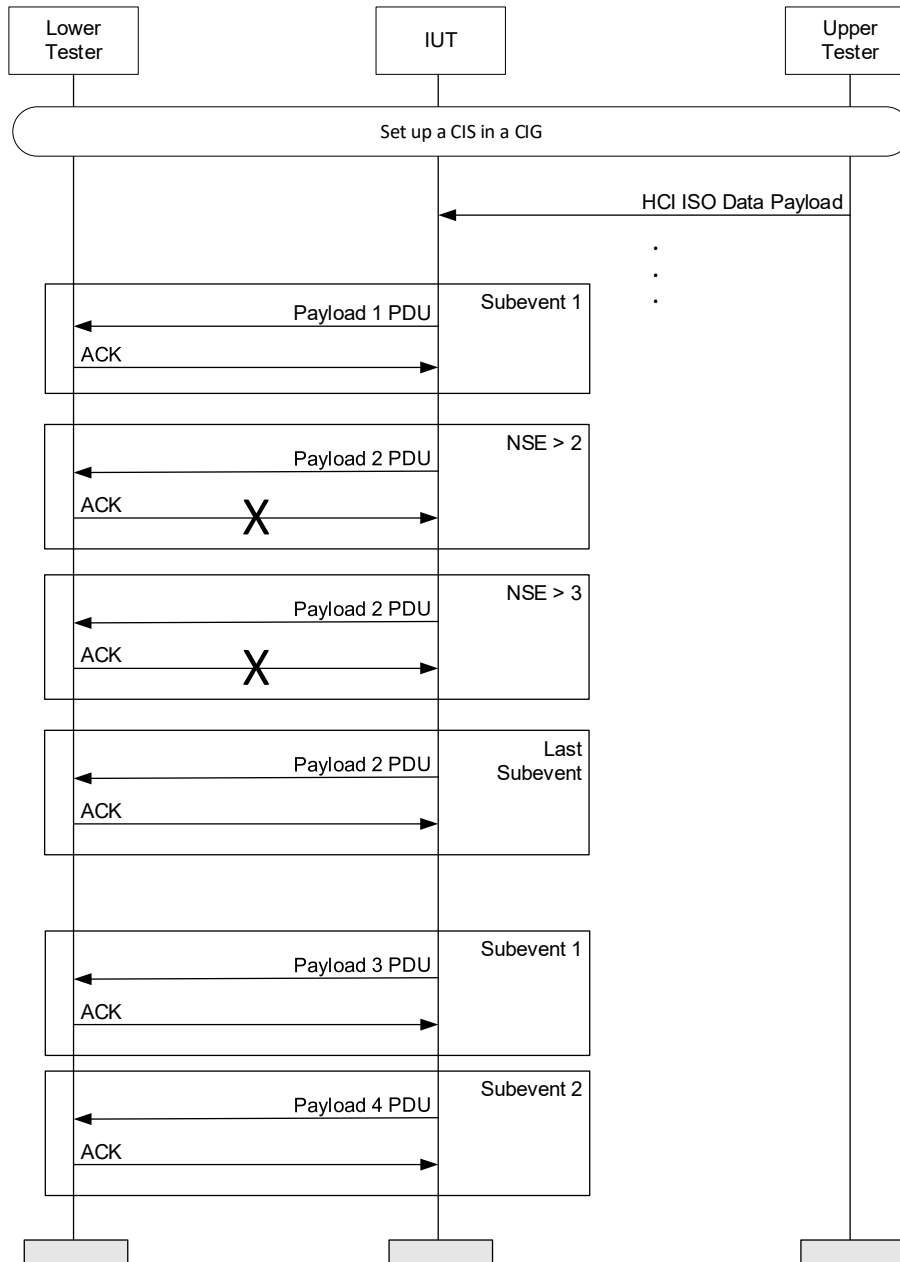 Lower
Tester
IUT
Upper
Tester
Set up a CIS in a CIG
HCI ISO Data Payload
.
.
.
Subevent 1
Payload 1 PDU
ACK
NSE > 2
Payload 2 PDU
ACK
X
NSE > 3
Payload 2 PDU
ACK
X
Last
Subevent
Payload 2 PDU
ACK
Subevent 1
Payload 3 PDU
ACK
Subevent 2
Payload 4 PDU
ACK